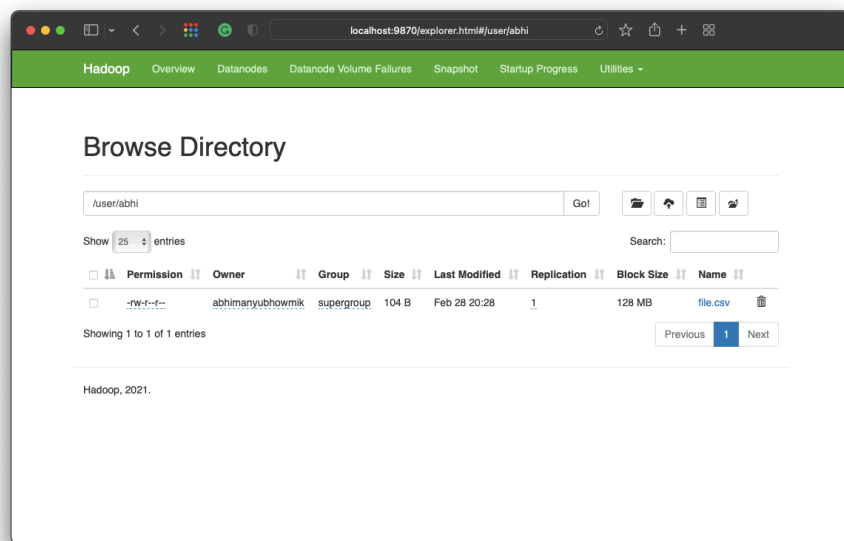 localhost:9870/explorer.html#/user/abhi
Hadoop Overview Datanodes Datanode Volume Failures Snapshot Startup Progress Utilities
Browse Directory
/user/abhi Go!
Show 25 entries Search:
Permission Owner Group Size Last Modified Replication Block Size Name
-rw-r--r-- abhimanyubhowmik supergroup 104 B Feb 28 20:28 1 128 MB file.csv
Showing 1 to 1 of 1 entries Previous 1 Next
Hadoop, 2021.